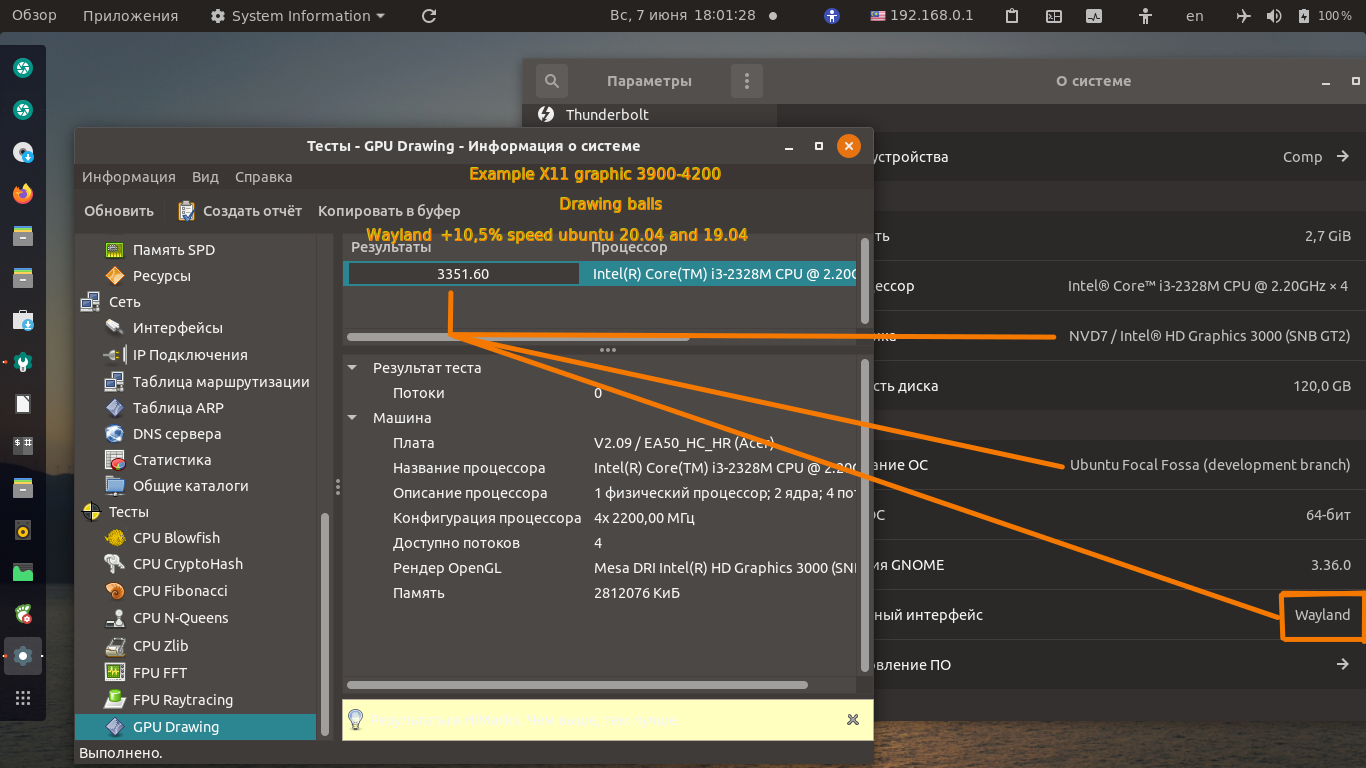 Обзор Приложения System Information Вс, 7 июня 18:01:28 192.168.0.1 en 100 %
Параметры О системе
Thunderbolt
устройства Comp
ть 2,7 GiB
ессор Intel® Core™ i3-2328M CPU @ 2.20GHz × 4
ика NVD7 / Intel® HD Graphics 3000 (SNB GT2)
сть диска 120,0 GB
ание ОС Ubuntu Focal Fossa (development branch)
ОС 64-бит
ия GNOME 3.36.0
ный интерфейс Wayland
овление ПО
Тесты - GPU Drawing - Информация о системе
Информация Вид Справка
Example X11 graphic 3900-4200
Обновить Создать отчёт Копировать в буфер
Drawing balls
Wayland +10,5% speed ubuntu 20.04 and 19.04
Память SPD
Ресурсы
Сеть
Интерфейсы
IP Подключения
Таблица маршрутизации
Таблица ARP
DNS сервера
Статистика
Общие каталоги
Тесты
CPU Blowfish
CPU CryptoHash
CPU Fibonacci
CPU N-Queens
CPU Zlib
FPU FFT
FPU Raytracing
GPU Drawing
Результаты Процессор
3351.60 Intel(R) Core(TM) i3-2328M CPU @ 2.20G
Результат теста
Потоки 0
Машина
Плата V2.09 / EA50_HC_HR (Acer)
Название процессора Intel(R) Core(TM) i3-2328M CPU @ 2.20G
Описание процессора 1 физический процессор; 2 ядра; 4 пот
Конфигурация процессора 4x 2200,00 МГц
Доступно потоков 4
Рендер OpenGL Mesa DRI Intel(R) HD Graphics 3000 (SNB
Память 2812076 КиБ
Выполнено.